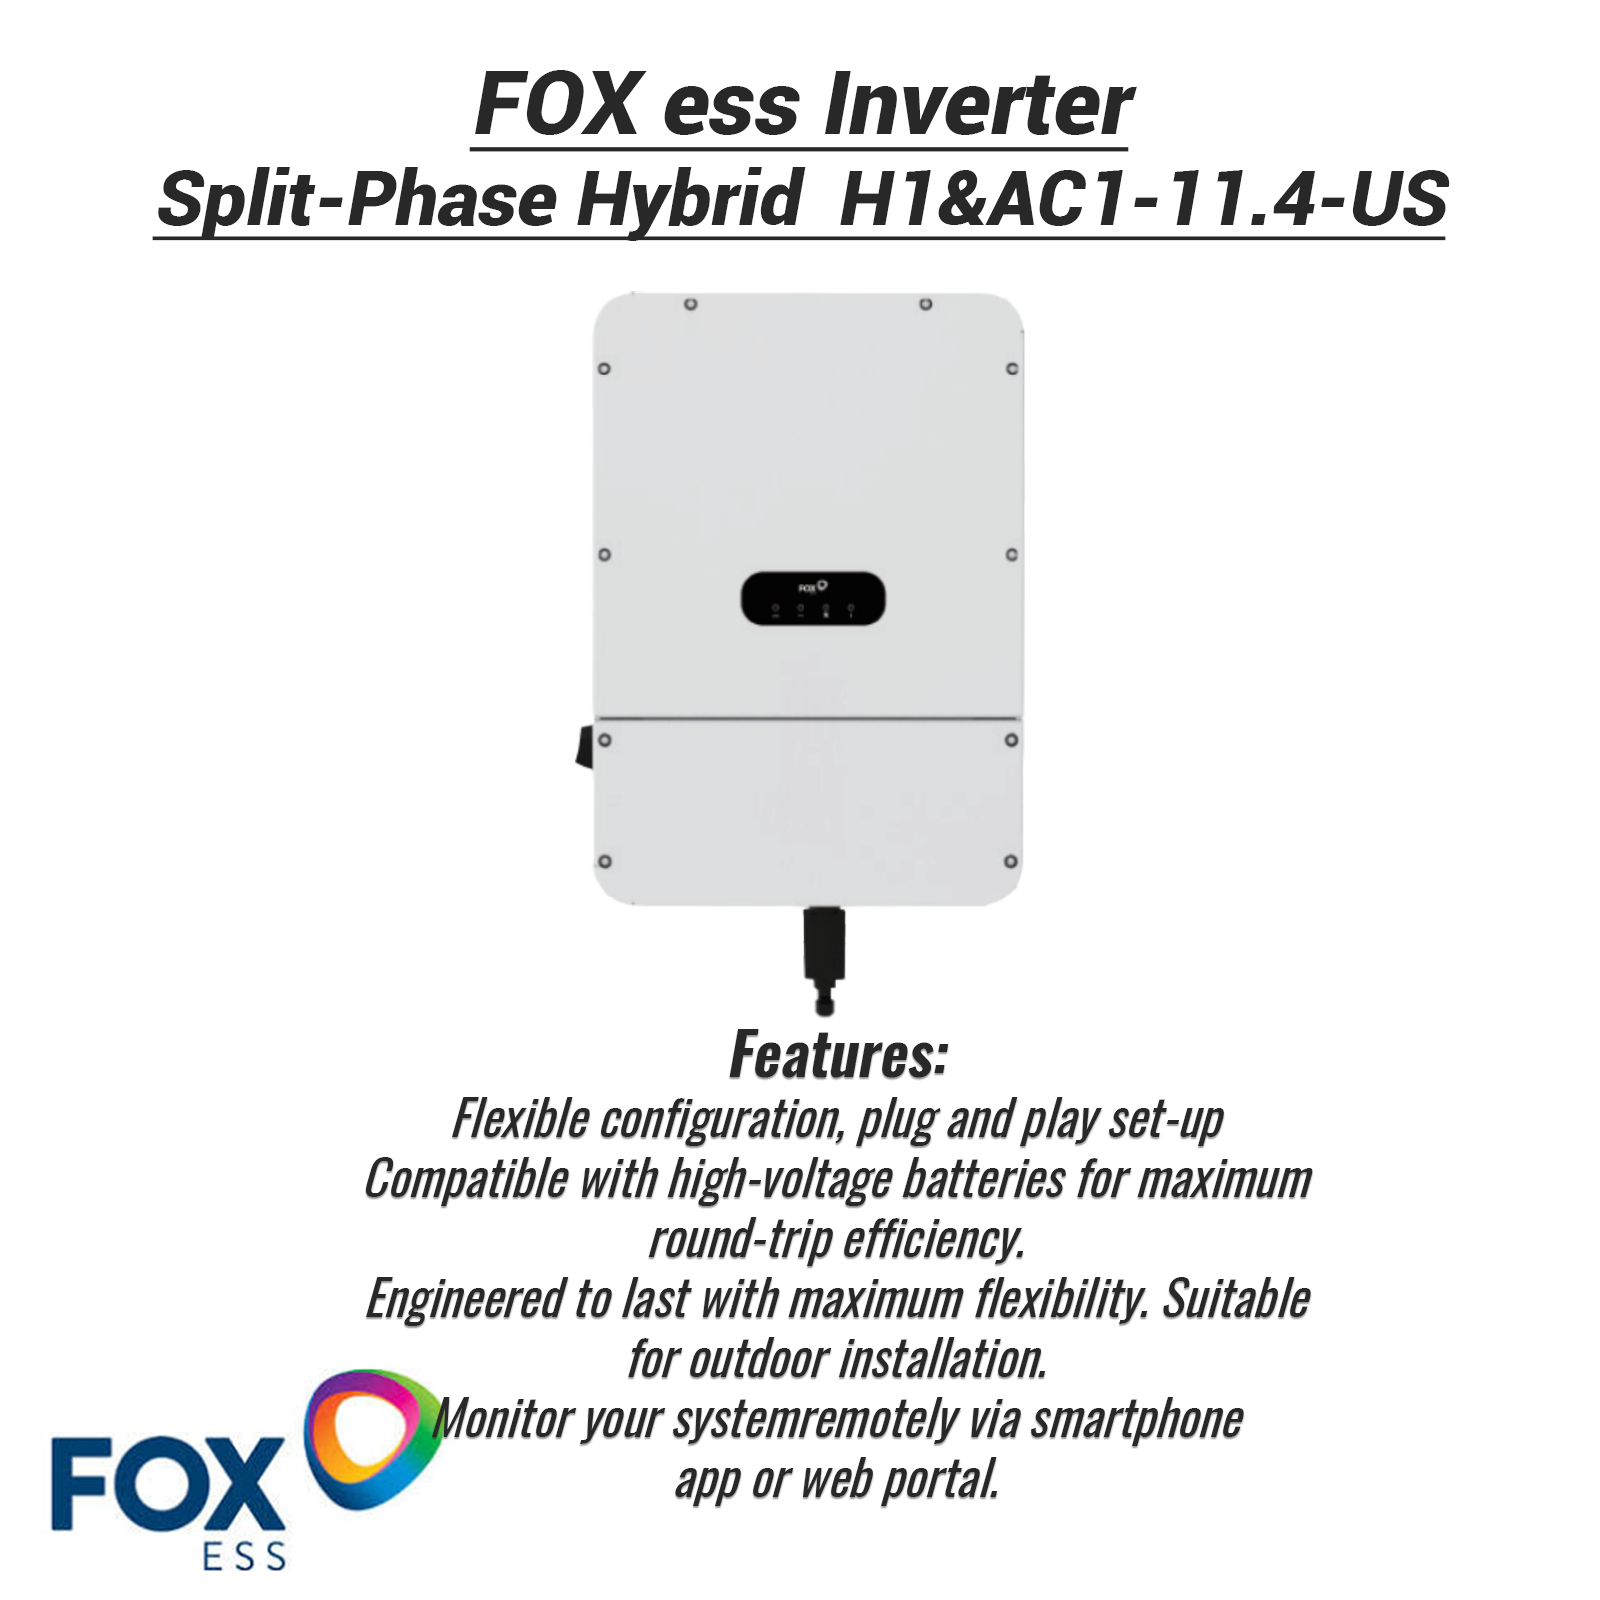 FOX ess Inverter
Split-Phase Hybrid H1&AC1-11.4-US
FOX
Features:
Flexible configuration, plug and play set-up
Compatible with high-voltage batteries for maximum
round-trip efficiency.
Engineered to last with maximum flexibility. Suitable
for outdoor installation.
Monitor your systemremotely via smartphone
app or web portal.
FOX
ESS